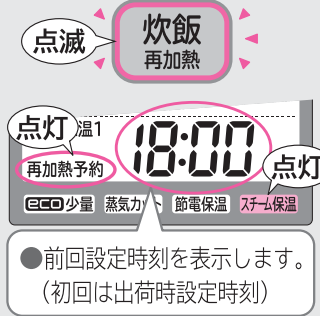 点滅
炊飯
再加熱
点灯 温1
18:00
再加熱予約
点灯
eco少量 蒸気カット 節電保温 スチーム保温
●前回設定時刻を表示します。
（初回は出荷時設定時刻）